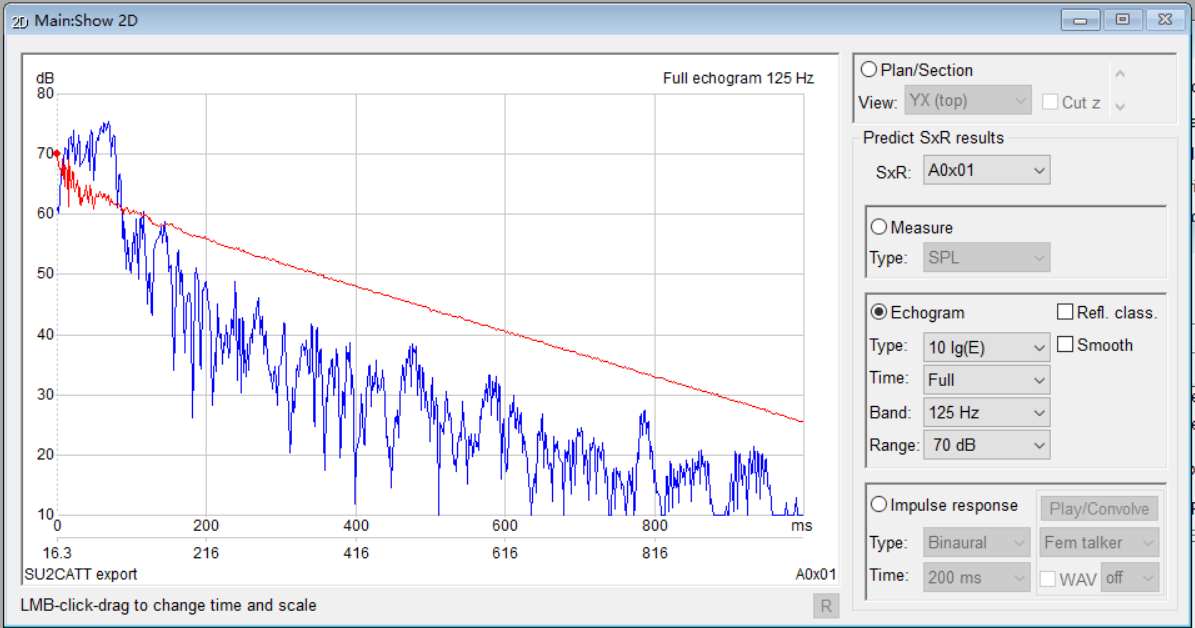 2D Main:Show 2D
dB
Full echogram 125 Hz
80
70
60
50
40
30
20
10
0 200 400 600 800 ms
16.3 216 416 616 816
SU2CATT export A0x01
LMB-click-drag to change time and scale R
Plan/Section
View: YX (top) Cut z
Predict SxR results
SxR: A0x01
Measure
Type: SPL
Echogram Refl. class.
Type: 10 lg(E) Smooth
Time: Full
Band: 125 Hz
Range: 70 dB
Impulse response Play/Convolve
Type: Binaural Fem talker
Time: 200 ms WAV off